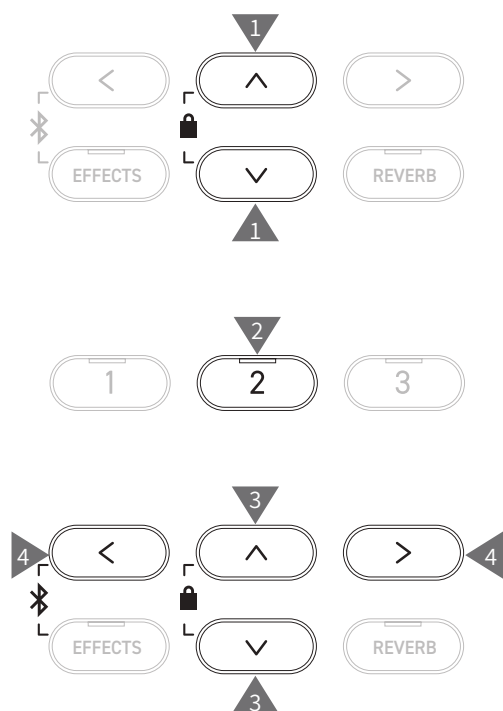 1
< ∧ >
EFFECTS ∨ REVERB
1
2
1 2 3
3
4 < ∧ > 4
EFFECTS ∨ REVERB
3